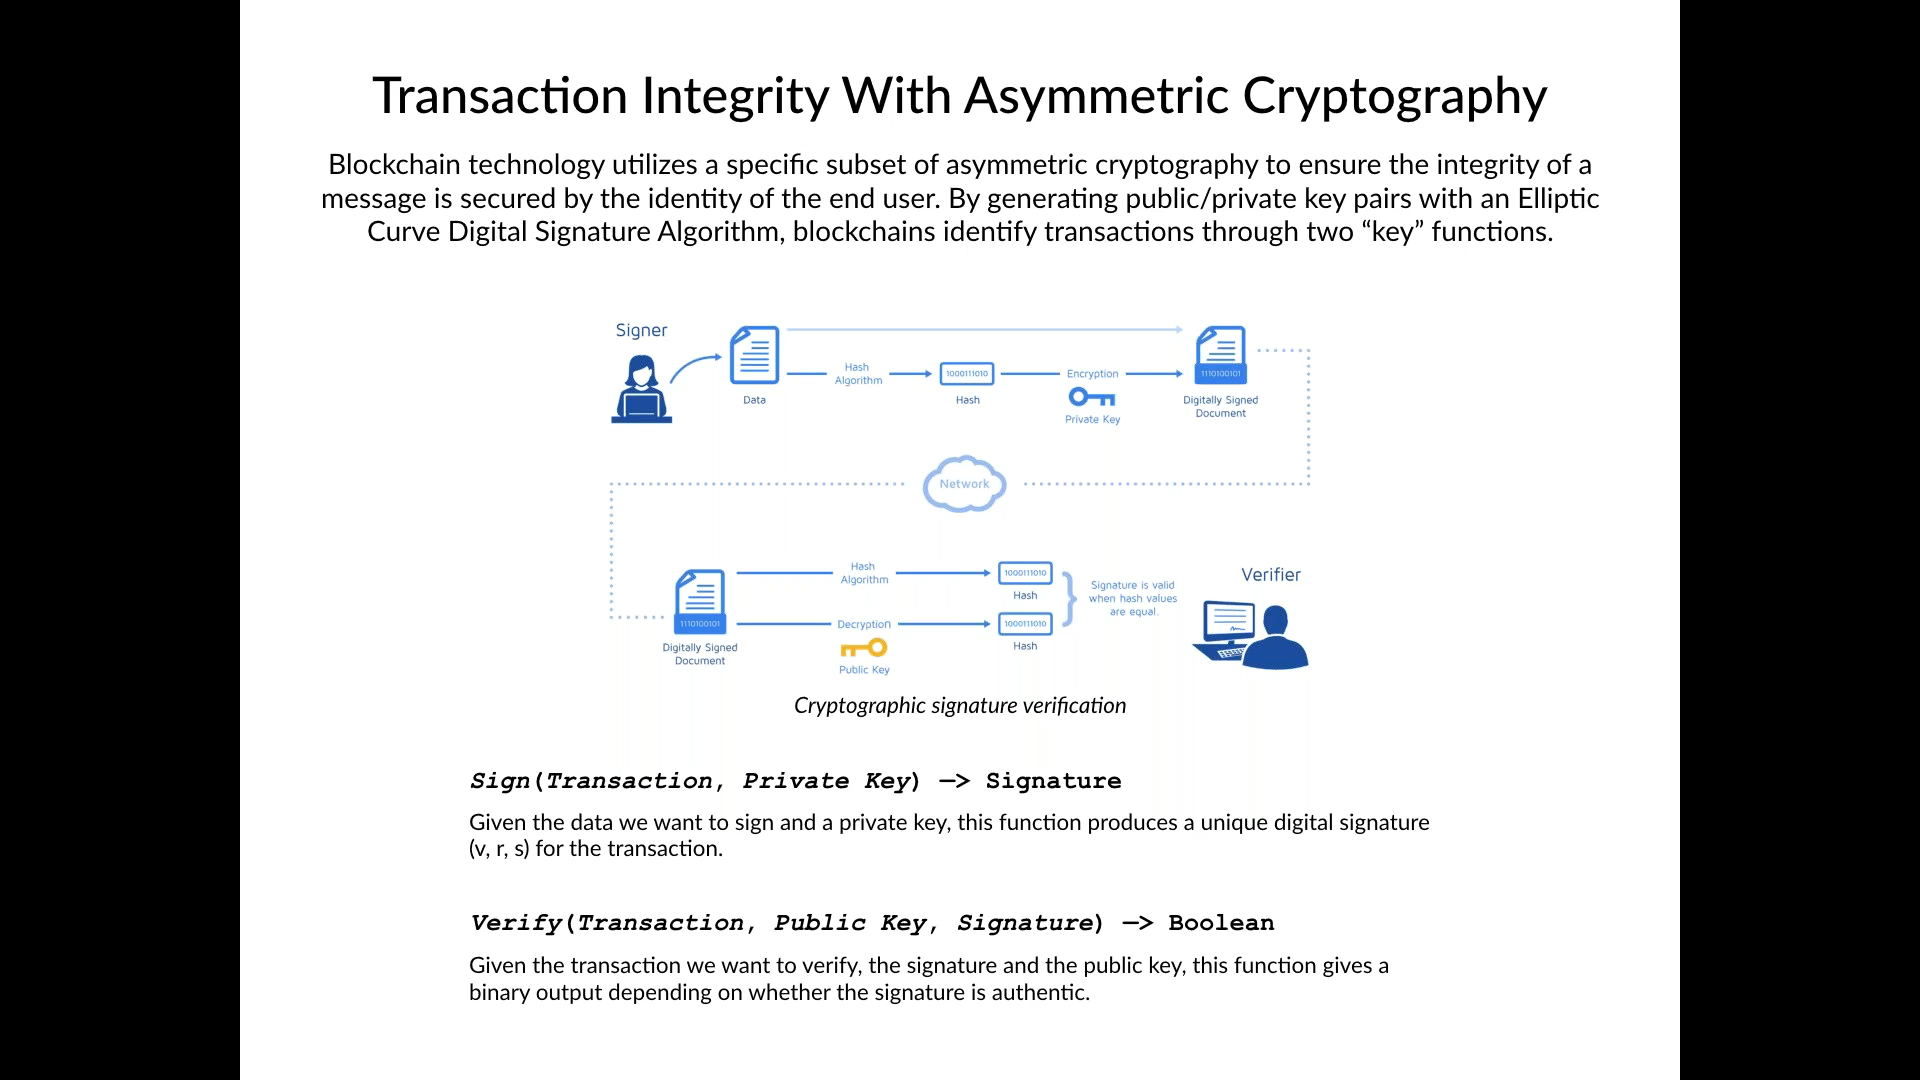 Transaction Integrity With Asymmetric Cryptography
Blockchain technology utilizes a specific subset of asymmetric cryptography to ensure the integrity of a
message is secured by the identity of the end user. By generating public/private key pairs with an Elliptic
Curve Digital Signature Algorithm, blockchains identify transactions through two “key” functions.
Signer
Data
Hash
Algorithm
1000111010
Hash
Encryption
Private Key
1110100101
Digitally Signed
Document
Network
1110100101
Digitally Signed
Document
Hash
Algorithm
1000111010
Hash
Decryption
Public Key
1000111010
Hash
Signature is valid
when hash values
are equal.
Verifier
Cryptographic signature verification
Sign(Transaction, Private Key) —> Signature
Given the data we want to sign and a private key, this function produces a unique digital signature
(v, r, s) for the transaction.
Verify(Transaction, Public Key, Signature) —> Boolean
Given the transaction we want to verify, the signature and the public key, this function gives a
binary output depending on whether the signature is authentic.